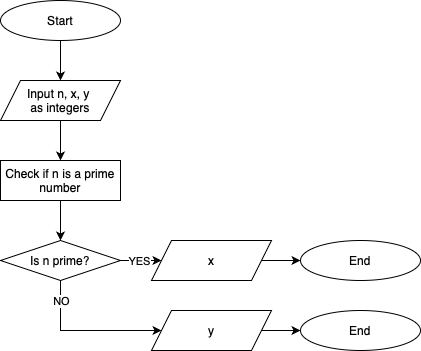 Start
Input n, x, y
as integers
Check if n is a prime
number
Is n prime?
YES
x
End
NO
y
End